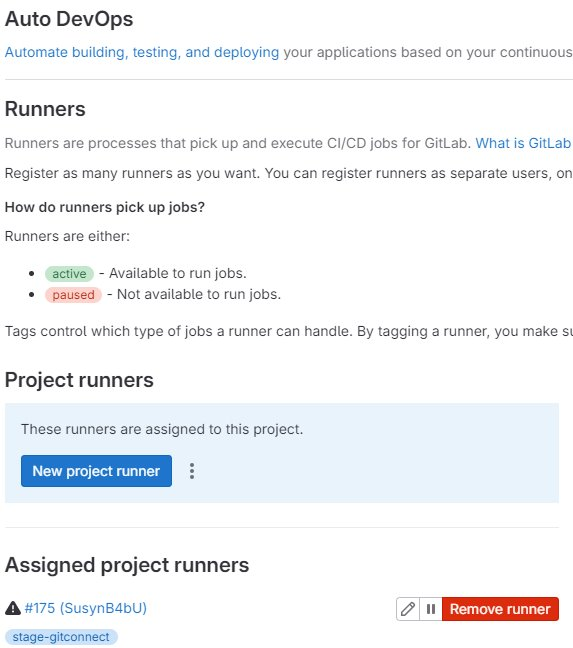 Auto DevOps
Automate building, testing, and deploying your applications based on your continuous
Runners
Runners are processes that pick up and execute CI/CD jobs for GitLab. What is GitLab
Register as many runners as you want. You can register runners as separate users, on
How do runners pick up jobs?
Runners are either:
active - Available to run jobs.
paused - Not available to run jobs.
Tags control which type of jobs a runner can handle. By tagging a runner, you make su
Project runners
These runners are assigned to this project.
New project runner
Assigned project runners
#175 (SusynB4bU)
Remove runner
stage-gitconnect